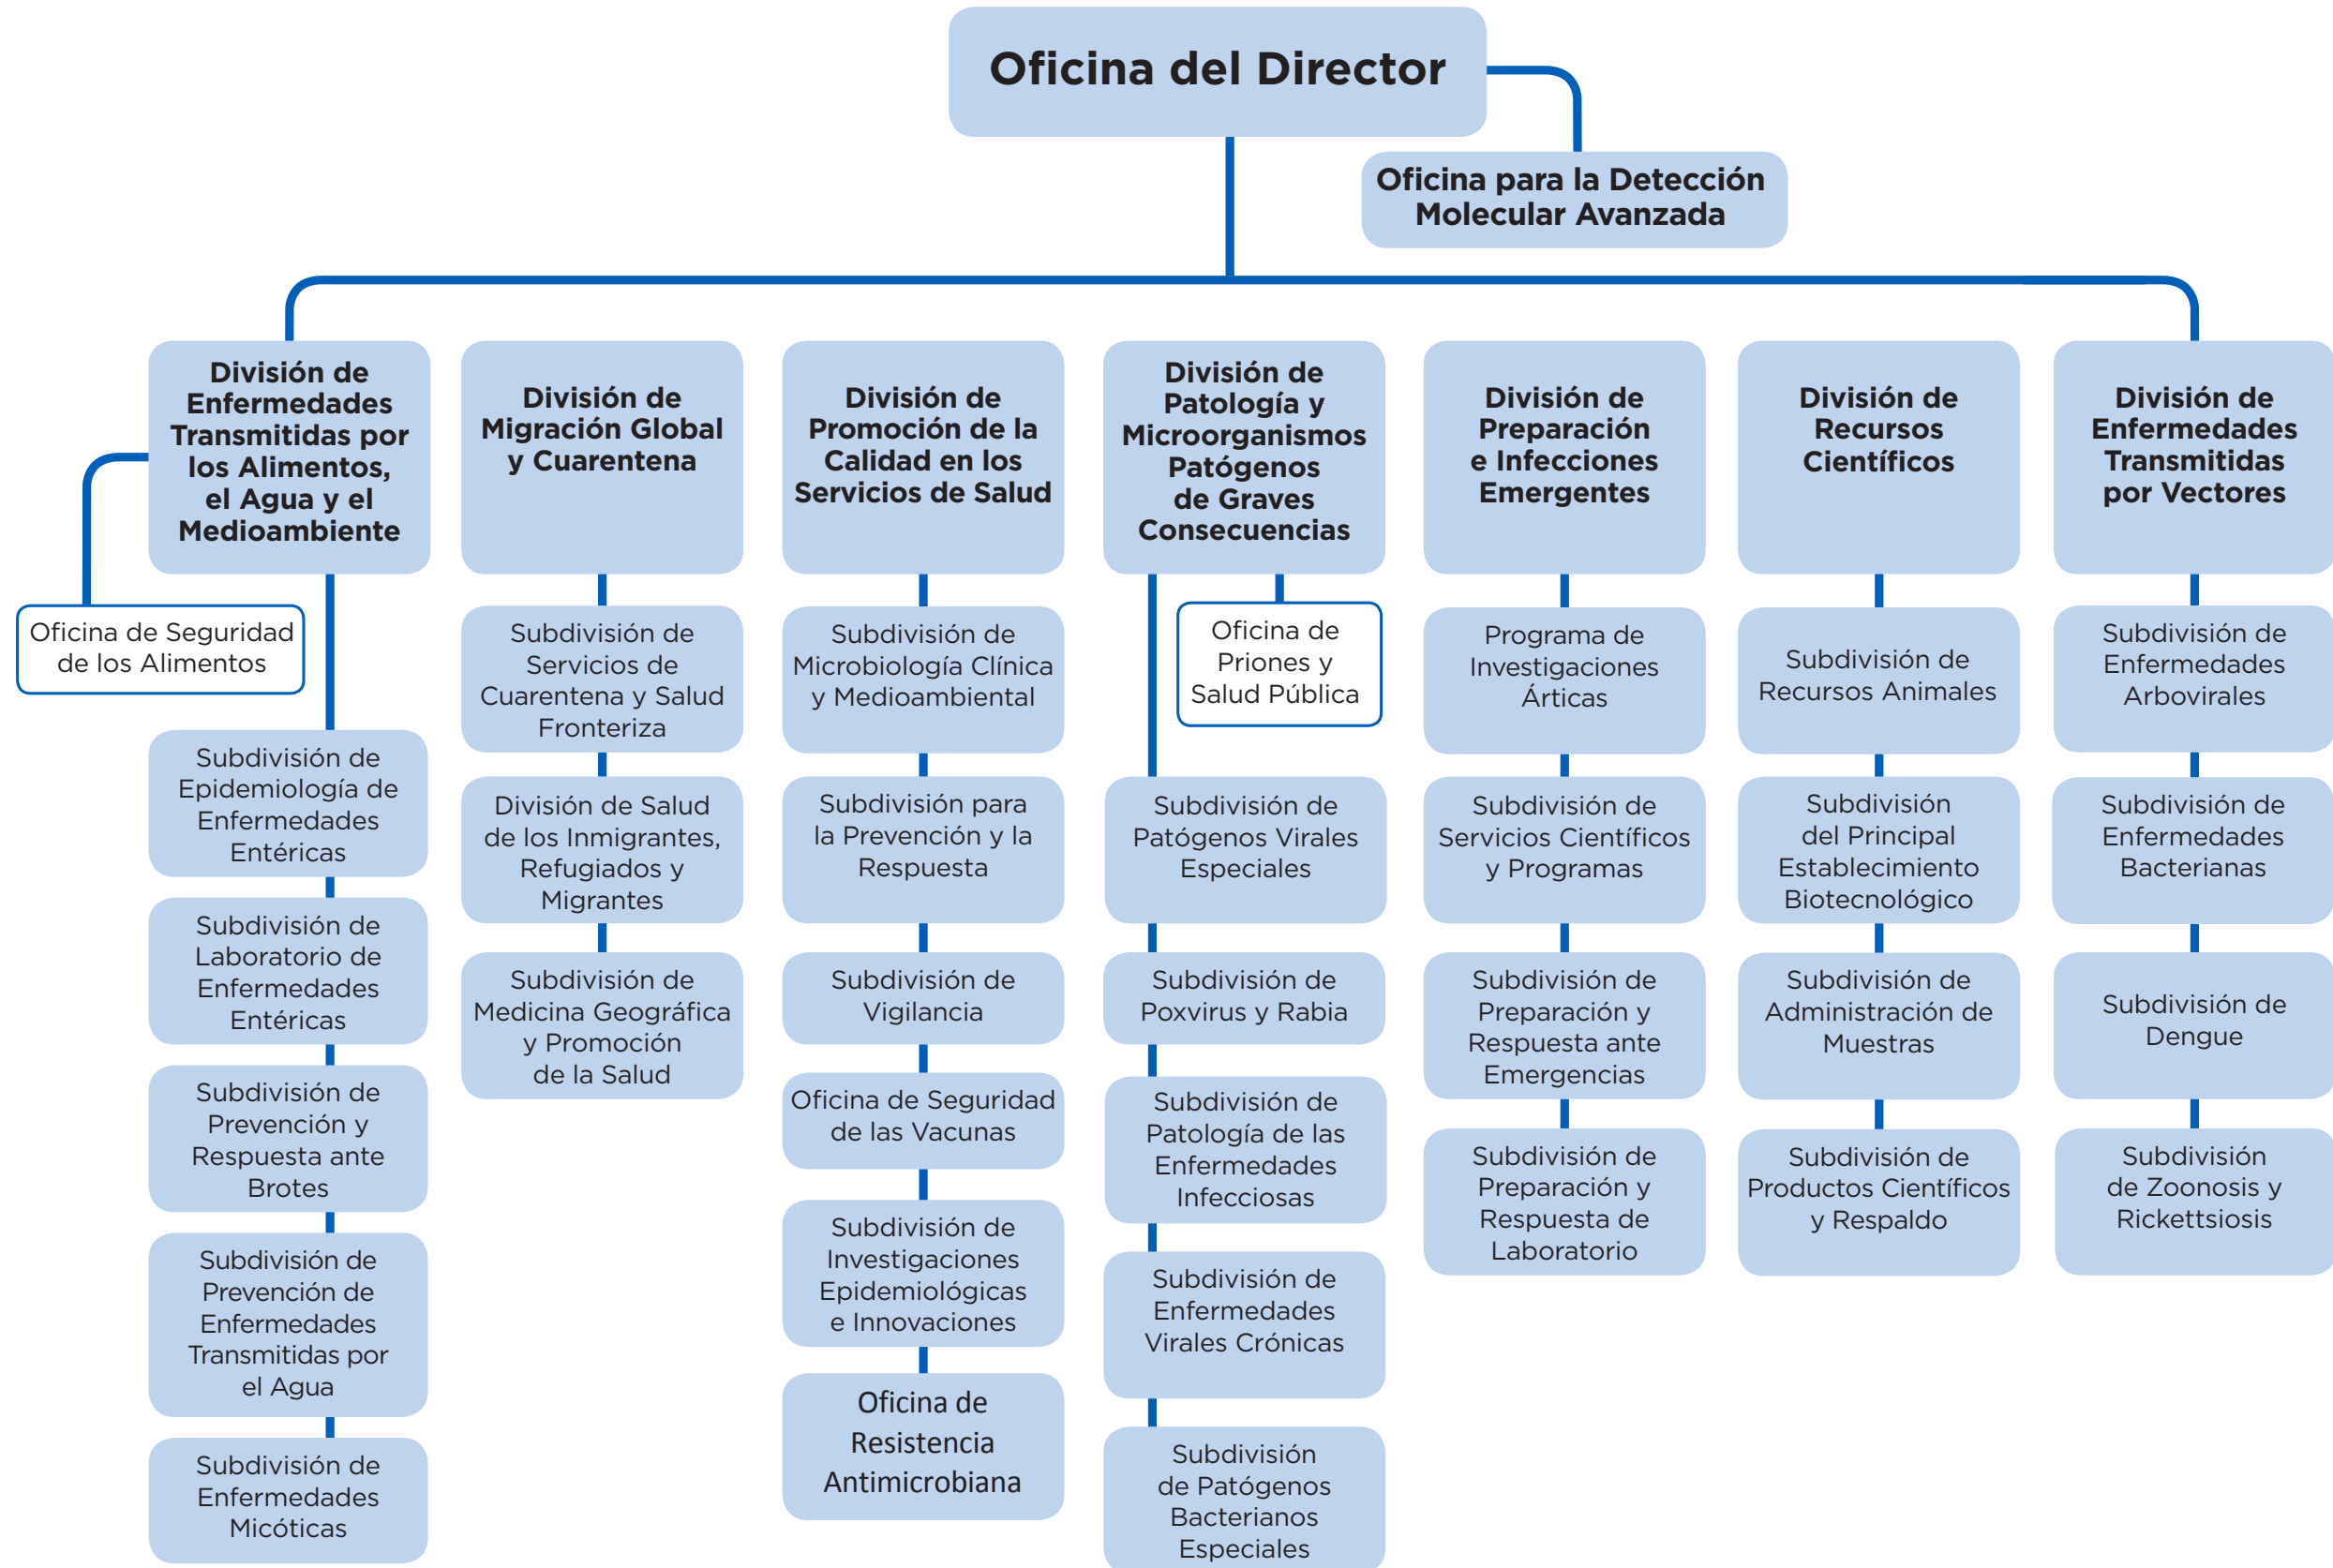 Oficina del Director
Oficina para la Detección
Molecular Avanzada
División de
Enfermedades
Transmitidas por
los Alimentos,
el Agua y el
Medioambiente
Oficina de Seguridad
de los Alimentos
Subdivisión de
Epidemiología de
Enfermedades
Entéricas
Subdivisión de
Laboratorio de
Enfermedades
Entéricas
Subdivisión de
Prevención y
Respuesta ante
Brotes
Subdivisión de
Prevención de
Enfermedades
Transmitidas por
el Agua
Subdivisión de
Enfermedades
Micóticas
División de
Migración Global
y Cuarentena
Subdivisión de
Servicios de
Cuarentena y Salud
Fronteriza
División de Salud
de los Inmigrantes,
Refugiados y
Migrantes
Subdivisión de
Medicina Geográfica
y Promoción
de la Salud
División de
Promoción de la
Calidad en los
Servicios de Salud
Subdivisión de
Microbiología Clínica
y Medioambiental
Subdivisión para
la Prevención y la
Respuesta
Subdivisión de
Vigilancia
Oficina de Seguridad
de las Vacunas
Subdivisión de
Investigaciones
Epidemiológicas
e Innovaciones
Oficina de
Resistencia
Antimicrobiana
División de
Patología y
Microorganismos
Patógenos
de Graves
Consecuencias
Oficina de
Priones y
Salud Pública
Subdivisión de
Patógenos Virales
Especiales
Subdivisión de
Poxvirus y Rabia
Subdivisión de
Patología de las
Enfermedades
Infecciosas
Subdivisión de
Enfermedades
Virales Crónicas
Subdivisión
de Patógenos
Bacterianos
Especiales
División de
Preparación
e Infecciones
Emergentes
Programa de
Investigaciones
Árticas
Subdivisión de
Servicios Científicos
y Programas
Subdivisión de
Preparación y
Respuesta ante
Emergencias
Subdivisión de
Preparación y
Respuesta de
Laboratorio
División de
Recursos
Científicos
Subdivisión de
Recursos Animales
Subdivisión
del Principal
Establecimiento
Biotecnológico
Subdivisión de
Administración de
Muestras
Subdivisión de
Productos Científicos
y Respaldo
División de
Enfermedades
Transmitidas
por Vectores
Subdivisión de
Enfermedades
Arbovirales
Subdivisión de
Enfermedades
Bacterianas
Subdivisión de
Dengue
Subdivisión
de Zoonosis y
Rickettsiosis